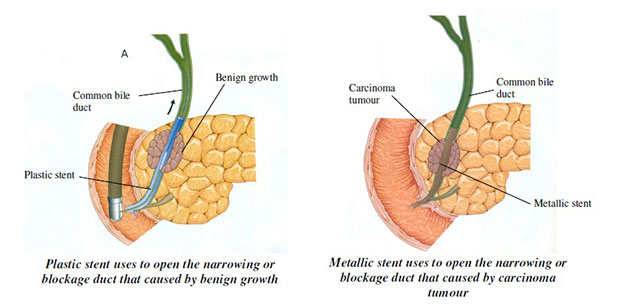 A
Benign growth
Common bile
duct
Plastic stent
Plastic stent uses to open the narrowing or
blockage duct that caused by benign growth
Carcinoma
tumour
Common bile
duct
Metallic stent
Metallic stent uses to open the narrowing or
blockage duct that caused by carcinoma
tumour